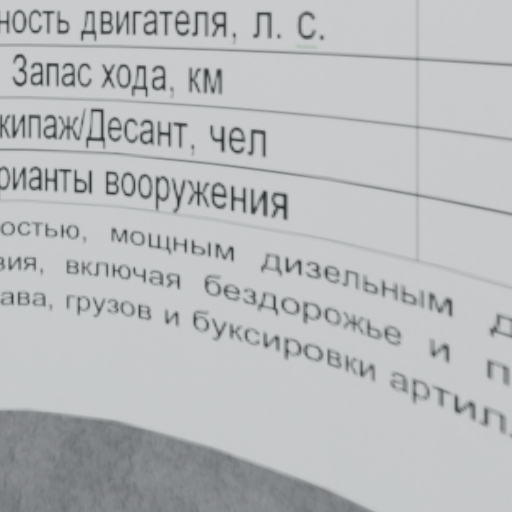 ность двигателя, л. с.
Запас хода, км
кипаж/Десант, чел
рианты вооружения
остью, мощным дизельным д
вия, включая бездорожье и п
ава, грузов и буксировки артил